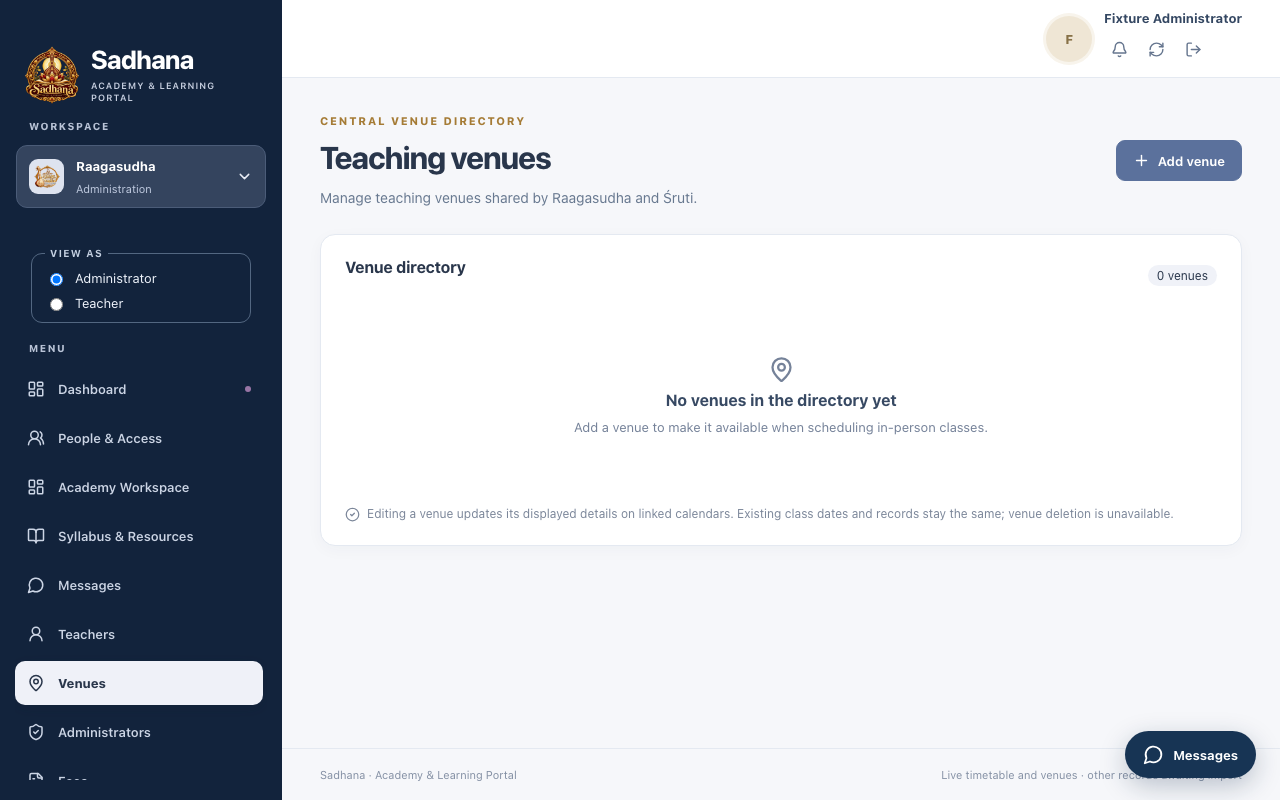 Sadhana
Sadhana
ACADEMY & LEARNING
PORTAL
WORKSPACE
Raagasudha
Administration
VIEW AS
Administrator
Teacher
MENU
Dashboard
People & Access
Academy Workspace
Syllabus & Resources
Messages
Teachers
Venues
Administrators
Fees
F
Fixture Administrator
CENTRAL VENUE DIRECTORY
Teaching venues
Add venue
Manage teaching venues shared by Raagasudha and Śruti.
Venue directory
0 venues
No venues in the directory yet
Add a venue to make it available when scheduling in-person classes.
Editing a venue updates its displayed details on linked calendars. Existing class dates and records stay the same; venue deletion is unavailable.
Sadhana · Academy & Learning Portal
Live timetable and venues · other records awaiting import
Messages